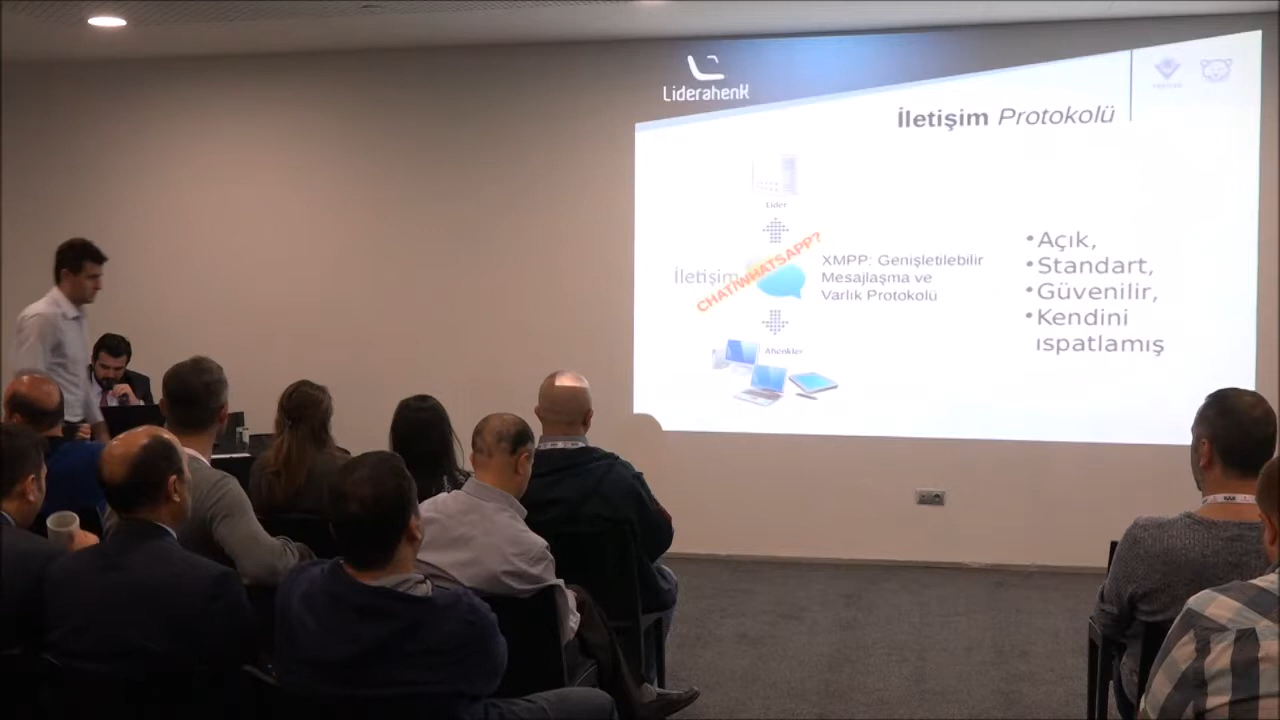 Liderahenk
İletişim Protokolü
Lider
İletişim
CHAT/WHATSAPP?
XMPP: Genişletilebilir
Mesajlaşma ve
Varlık Protokolü
Ahenkler
•Açık,
•Standart,
•Güvenilir,
•Kendini
ıspatlamış